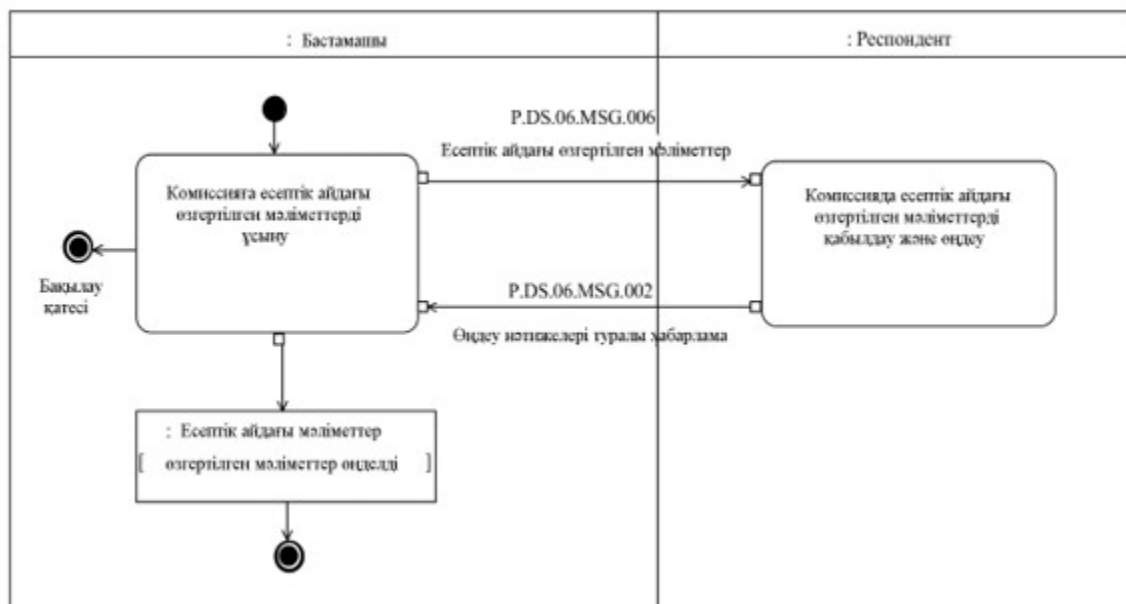 : Бастамашы
: Респондент
P.DS.06.MSG.006
Есептік айдағы өзгертілген мәліметтер
Комиссияға есептік айдағы
өзгертілген мәліметтерді
ұсыну
Комиссияда есептік айдағы
өзгертілген мәліметтерді
қабылдау және өңдеу
Бақылау
қатесі
P.DS.06.MSG.002
Өңдеу нәтижелері туралы хабарлама
: Есептік айдағы мәліметтер
[ өзгертілген мәліметтер өңделді ]